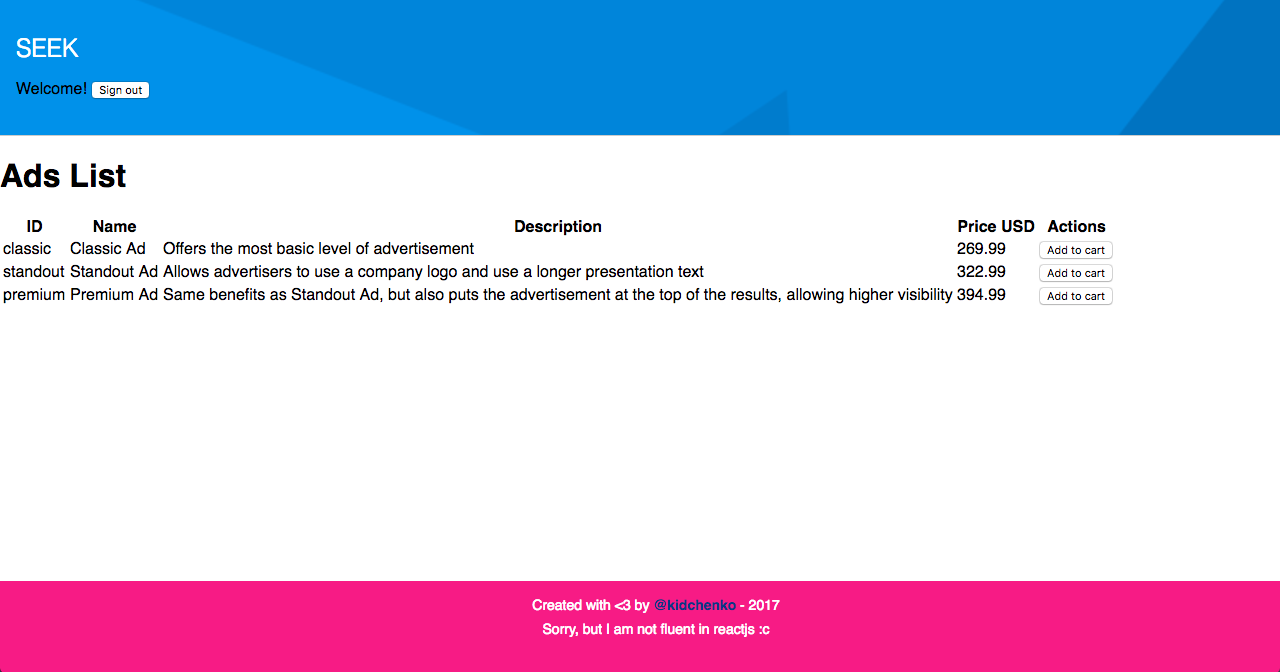 SEEK
Welcome! Sign out
Ads List
ID Name Description Price USD Actions
classic Classic Ad Offers the most basic level of advertisement 269.99 Add to cart
standout Standout Ad Allows advertisers to use a company logo and use a longer presentation text 322.99 Add to cart
premium Premium Ad Same benefits as Standout Ad, but also puts the advertisement at the top of the results, allowing higher visibility 394.99 Add to cart
Created with <3 by @kidchenko - 2017
Sorry, but I am not fluent in reactjs :c